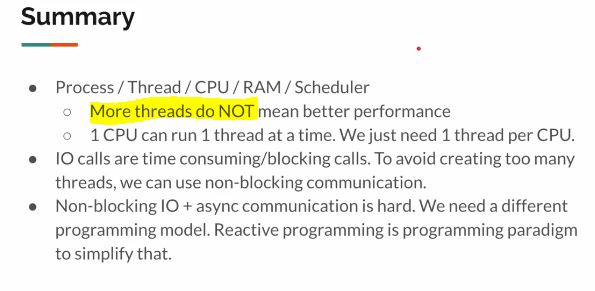 Summary
● Process / Thread / CPU / RAM / Scheduler
○ More threads do NOT mean better performance
○ 1 CPU can run 1 thread at a time. We just need 1 thread per CPU.
● IO calls are time consuming/blocking calls. To avoid creating too many
threads, we can use non-blocking communication.
● Non-blocking IO + async communication is hard. We need a different
programming model. Reactive programming is programming paradigm
to simplify that.